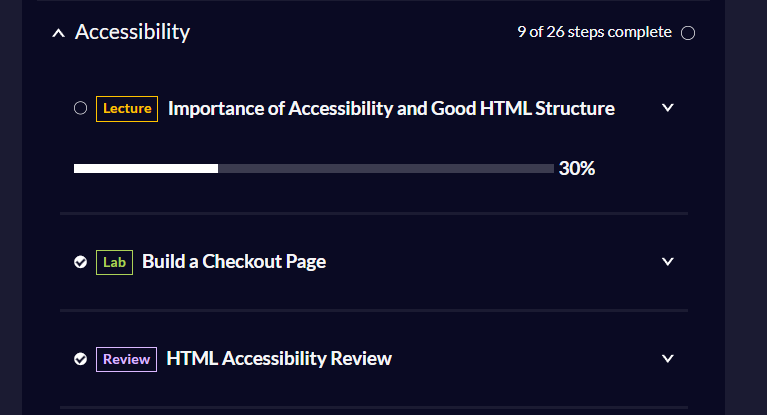 Accessibility
9 of 26 steps complete
Lecture Importance of Accessibility and Good HTML Structure
30%
Lab Build a Checkout Page
Review HTML Accessibility Review